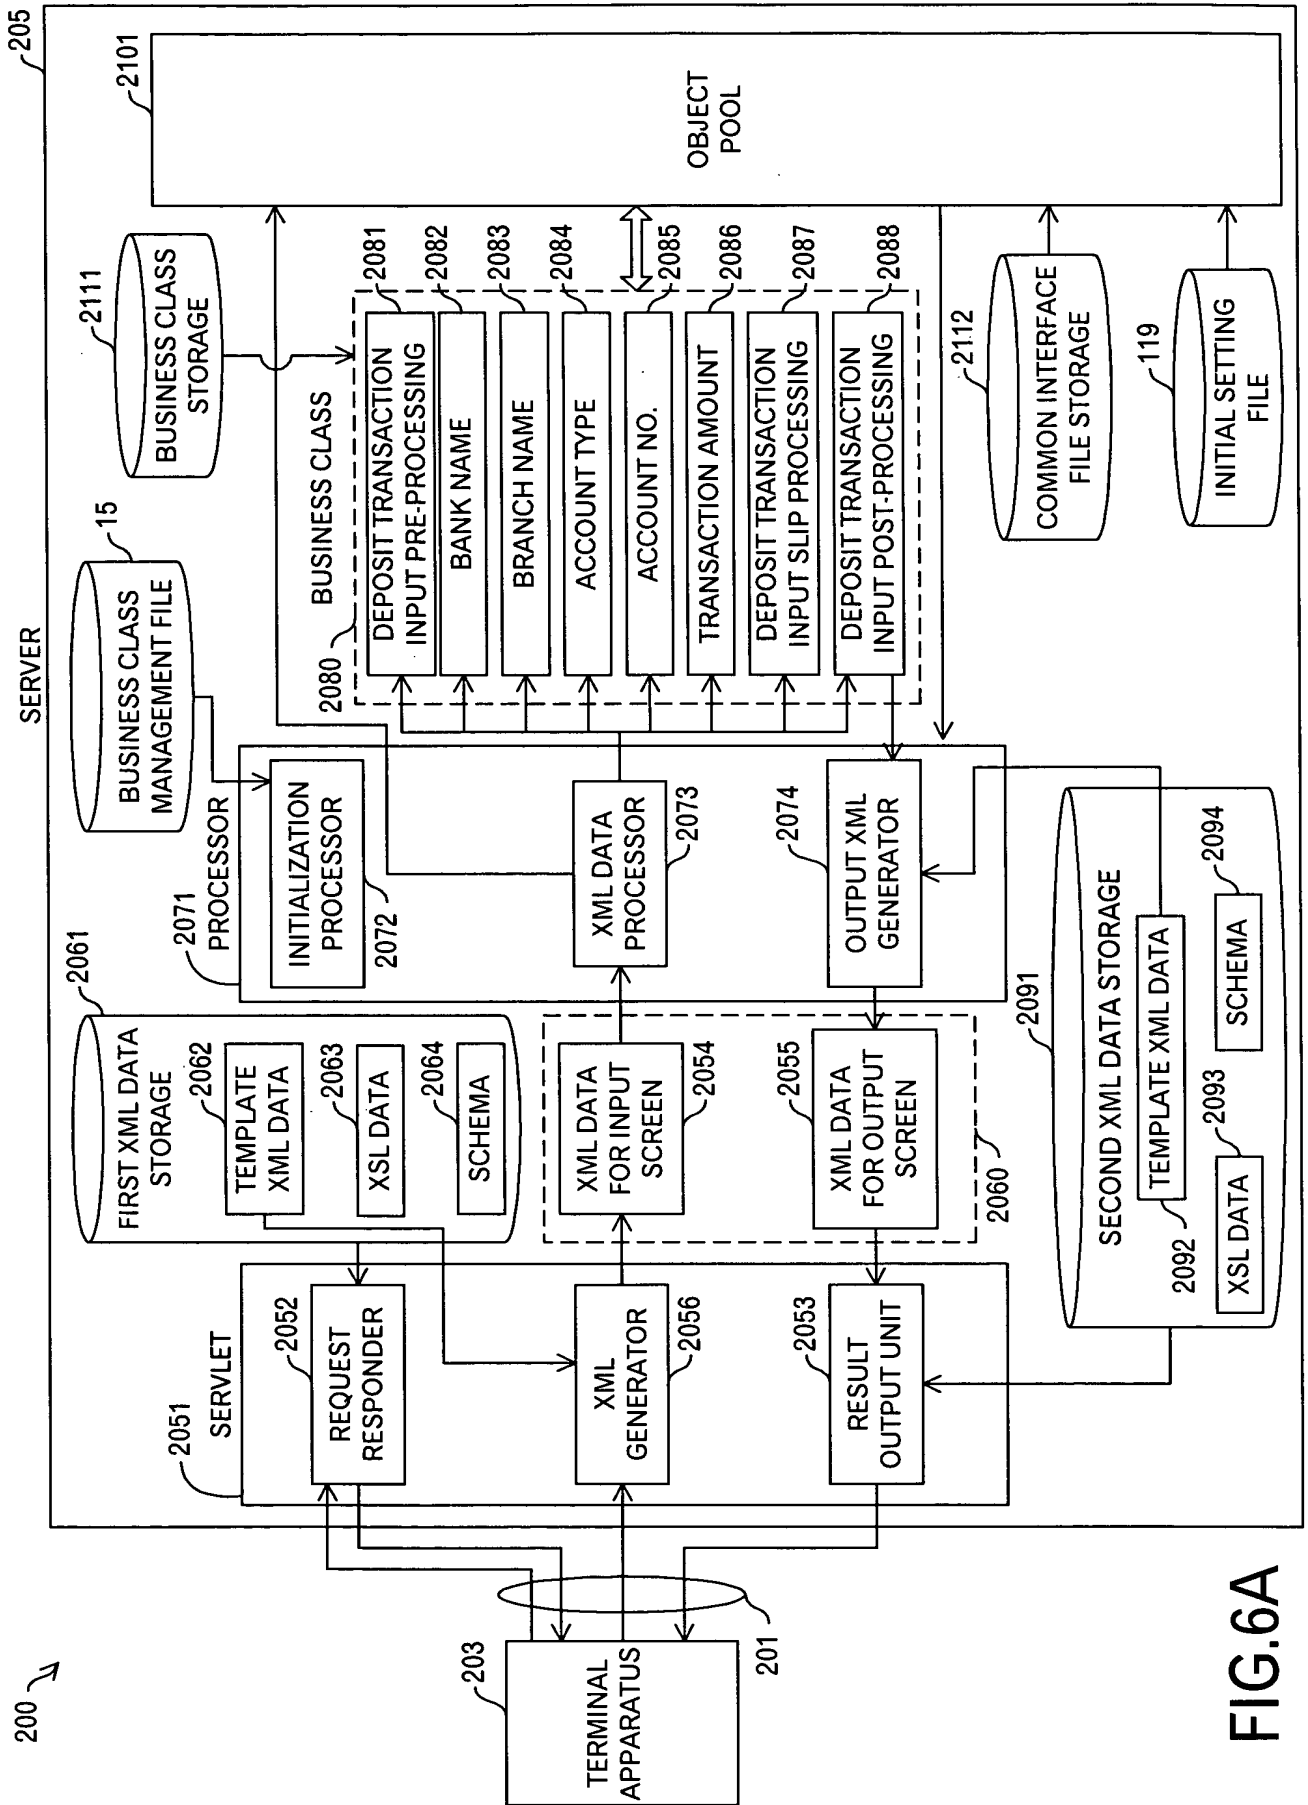 200
203
TERMINAL
APPARATUS
201
SERVER
205
2051
SERVLET
2052
REQUEST
RESPONDER
2056
XML
GENERATOR
2053
RESULT
OUTPUT UNIT
2061
FIRST XML DATA
STORAGE
2062
TEMPLATE
XML DATA
2063
XSL DATA
2064
SCHEMA
2054
XML DATA
FOR INPUT
SCREEN
2055
XML DATA
FOR OUTPUT
SCREEN
2060
2091
SECOND XML DATA STORAGE
2092
TEMPLATE XML DATA
2093
XSL DATA
2094
SCHEMA
2071
PROCESSOR
INITIALIZATION
PROCESSOR
2072
XML DATA
PROCESSOR
2073
2074
OUTPUT XML
GENERATOR
15
BUSINESS CLASS
MANAGEMENT FILE
2111
BUSINESS CLASS
STORAGE
2080
BUSINESS CLASS
DEPOSIT TRANSACTION
INPUT PRE-PROCESSING
2081
BANK NAME
2082
BRANCH NAME
2083
ACCOUNT TYPE
2084
ACCOUNT NO.
2085
TRANSACTION AMOUNT
2086
DEPOSIT TRANSACTION
INPUT SLIP PROCESSING
2087
DEPOSIT TRANSACTION
INPUT POST-PROCESSING
2088
2112
COMMON INTERFACE
FILE STORAGE
119
INITIAL SETTING
FILE
2101
OBJECT
POOL
FIG.6A